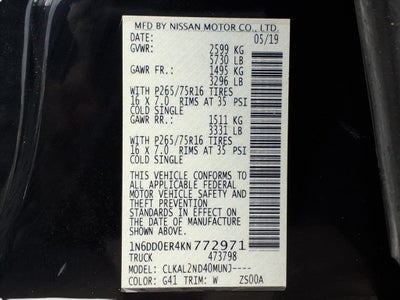 MFD BY NISSAN MOTOR CO., LTD.
DATE: 05/19
GVWR: 2599 KG
5730 LB
GAWR FR.: 1495 KG
3296 LB
WITH P265/75R16 TIRES
16 X 7.0 RIMS AT 35 PSI
COLD SINGLE
GAWR RR.: 1511 KG
3331 LB
WITH P265/75R16 TIRES
16 X 7.0 RIMS AT 35 PSI
COLD SINGLE
THIS VEHICLE CONFORMS TO
ALL APPLICABLE FEDERAL
MOTOR VEHICLE SAFETY
AND THEFT PREVENTION
STANDARDS IN EFFECT ON
THE DATE OF MANUFACTURE
SHOWN ABOVE.
1N6DD0ER4KN772971
TRUCK 473798
MODEL: CLKAL2ND40MUNJ----
COLOR: G41 TRIM: W ZS00A